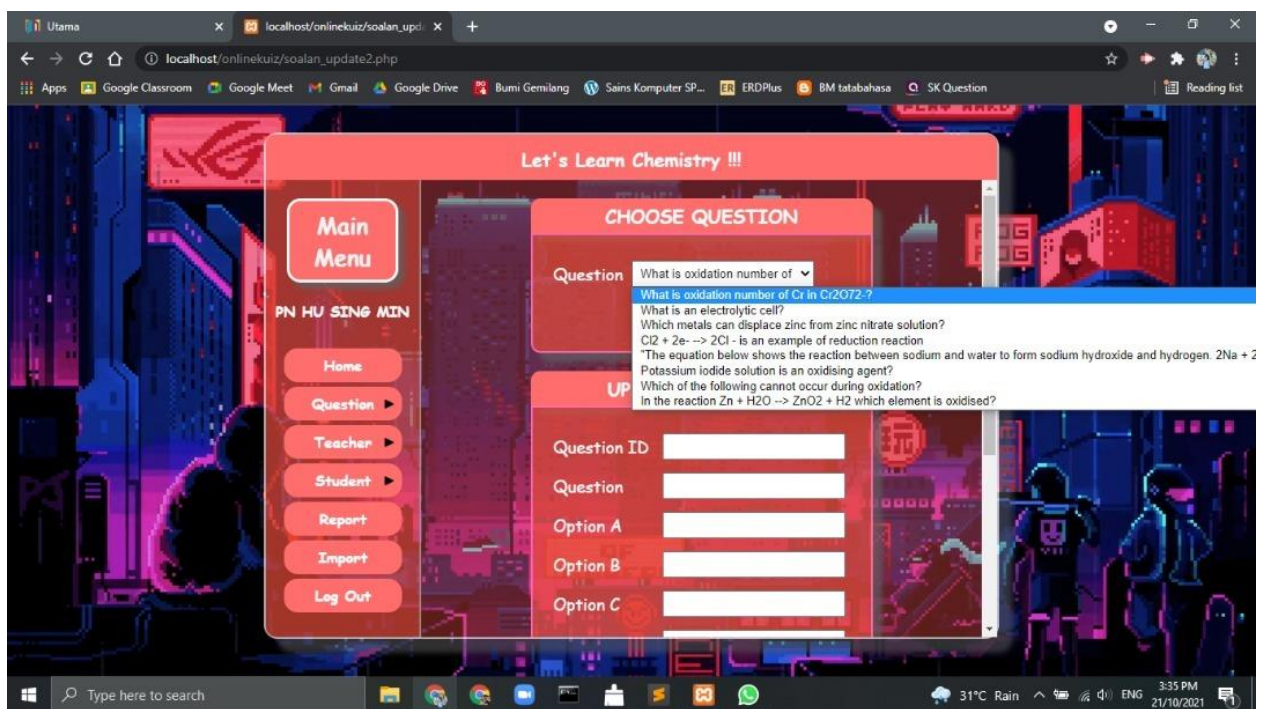 Utama
localhost/onlinekuiz/soalan_upd
localhost/onlinekuiz/soalan_update2.php
Apps Google Classroom Google Meet Gmail Google Drive Bumi Gemilang Sains Komputer SP... ERDPlus BM tatabahasa SK Question Reading list
Let's Learn Chemistry !!!
Main
Menu
PN HU SING MIN
Home
Question
Teacher
Student
Report
Import
Log Out
CHOOSE QUESTION
Question What is oxidation number of
What is oxidation number of Cr in Cr2O72-?
What is an electrolytic cell?
Which metals can displace zinc from zinc nitrate solution?
Cl2 + 2e- --> 2Cl - is an example of reduction reaction
"The equation below shows the reaction between sodium and water to form sodium hydroxide and hydrogen. 2Na + 2
Potassium iodide solution is an oxidising agent?
Which of the following cannot occur during oxidation?
In the reaction Zn + H2O --> ZnO2 + H2 which element is oxidised?
UP
Question ID
Question
Option A
Option B
Option C
Type here to search
31°C Rain
ENG
3:35 PM
21/10/2021